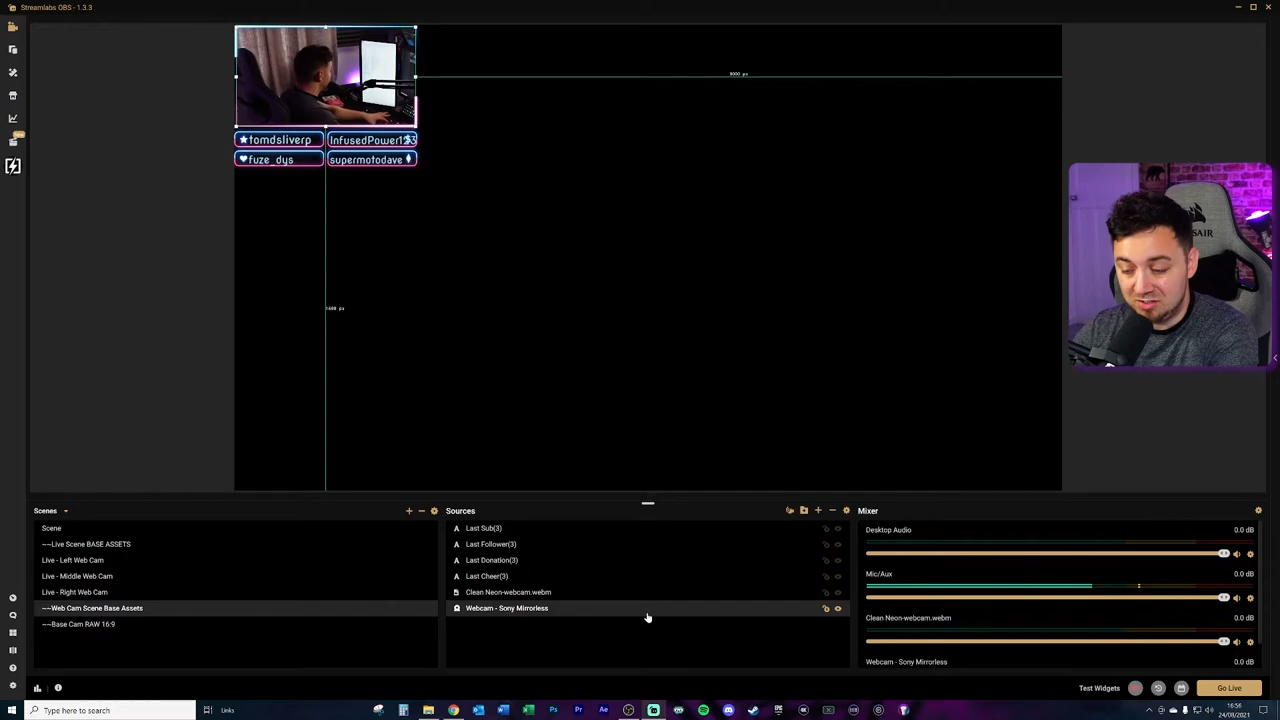 Streamlabs OBS - 1.3.3
3000 px
tomdsliverp
InfusedPower123
fuze_dys
supermotodave
1600 px
New
CORSAIR
Scenes
Sources
Mixer
Scene
~~Live Scene BASE ASSETS
Live - Left Web Cam
Live - Middle Web Cam
Live - Right Web Cam
~~Web Cam Scene Base Assets
~~Base Cam RAW 16:9
Last Sub(3)
Last Follower(3)
Last Donation(3)
Last Cheer(3)
Clean Neon-webcam.webm
Webcam - Sony Mirrorless
Desktop Audio 0.0 dB
Mic/Aux 0.0 dB
Clean Neon-webcam.webm 0.0 dB
Webcam - Sony Mirrorless 0.0 dB
Test Widgets
Go Live
Type here to search
Links
16:56
24/08/2021